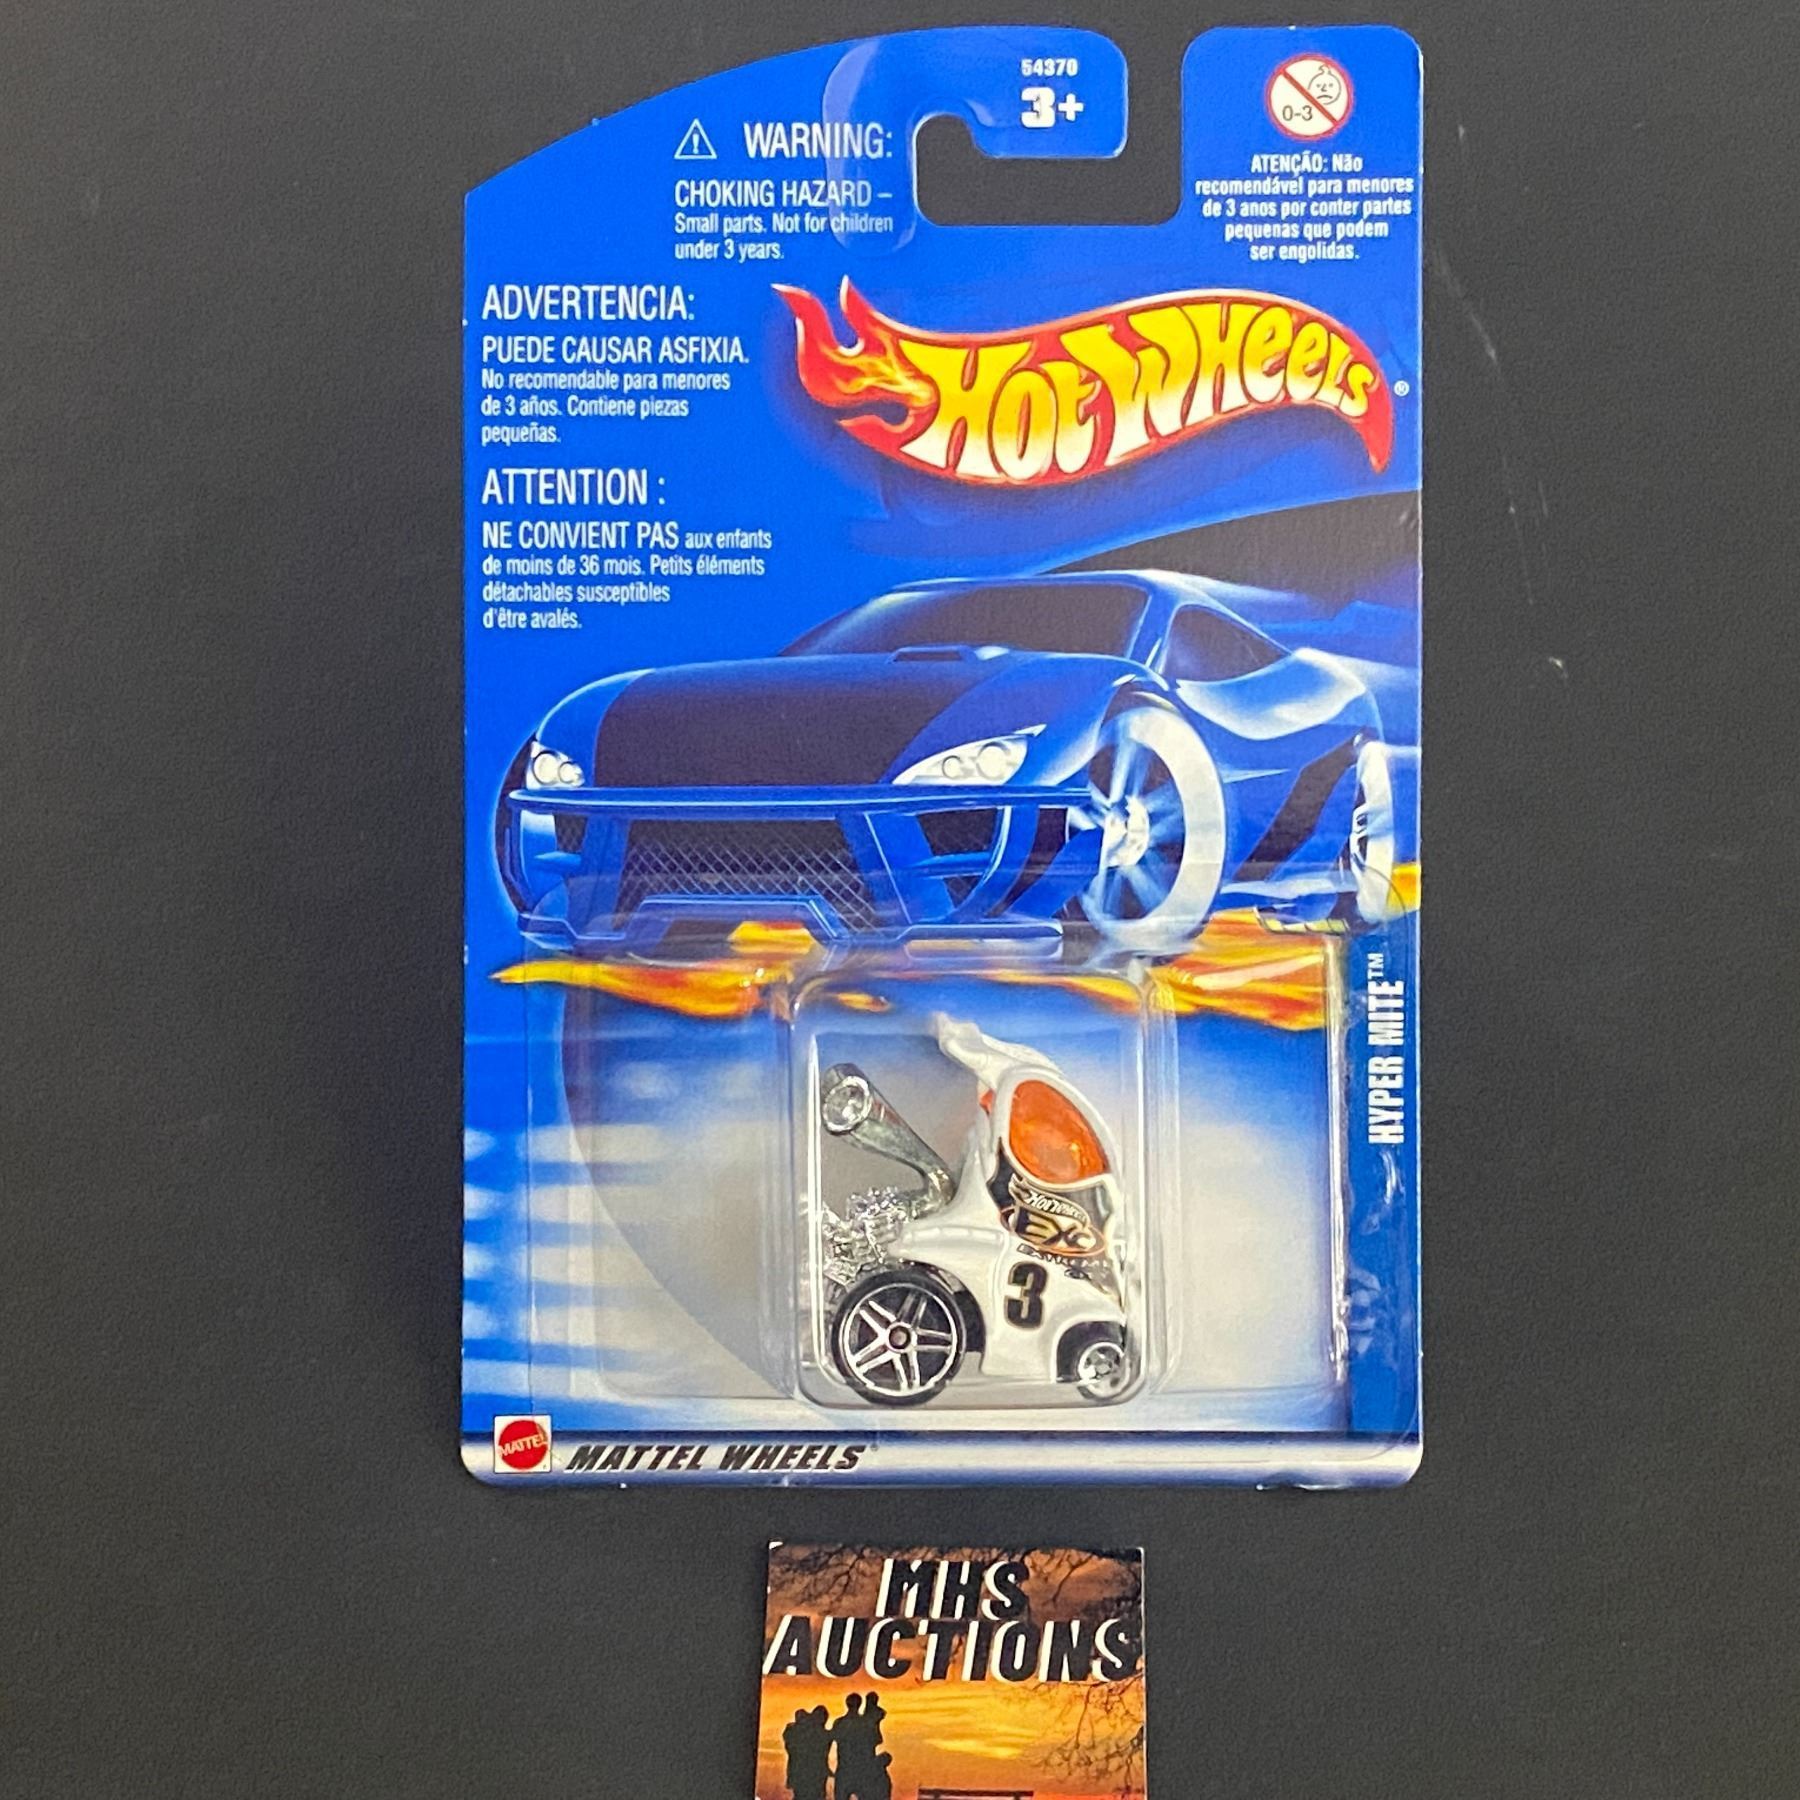 54370
3+
WARNING:
CHOKING HAZARD –
Small parts. Not for children
under 3 years.
0-3
ATENÇÃO: Não
recomendável para menores
de 3 anos por conter partes
pequenas que podem
ser engolidas.
ADVERTENCIA:
PUEDE CAUSAR ASFIXIA.
No recomendable para menores
de 3 años. Contiene piezas
pequeñas.
ATTENTION :
NE CONVIENT PAS aux enfants
de moins de 36 mois. Petits éléments
détachables susceptibles
d'être avalés.
HOT WHEELS®
HYPER MITE™
HOT WHEELS
3
MATTEL
MATTEL WHEELS
MHS
AUCTIONS